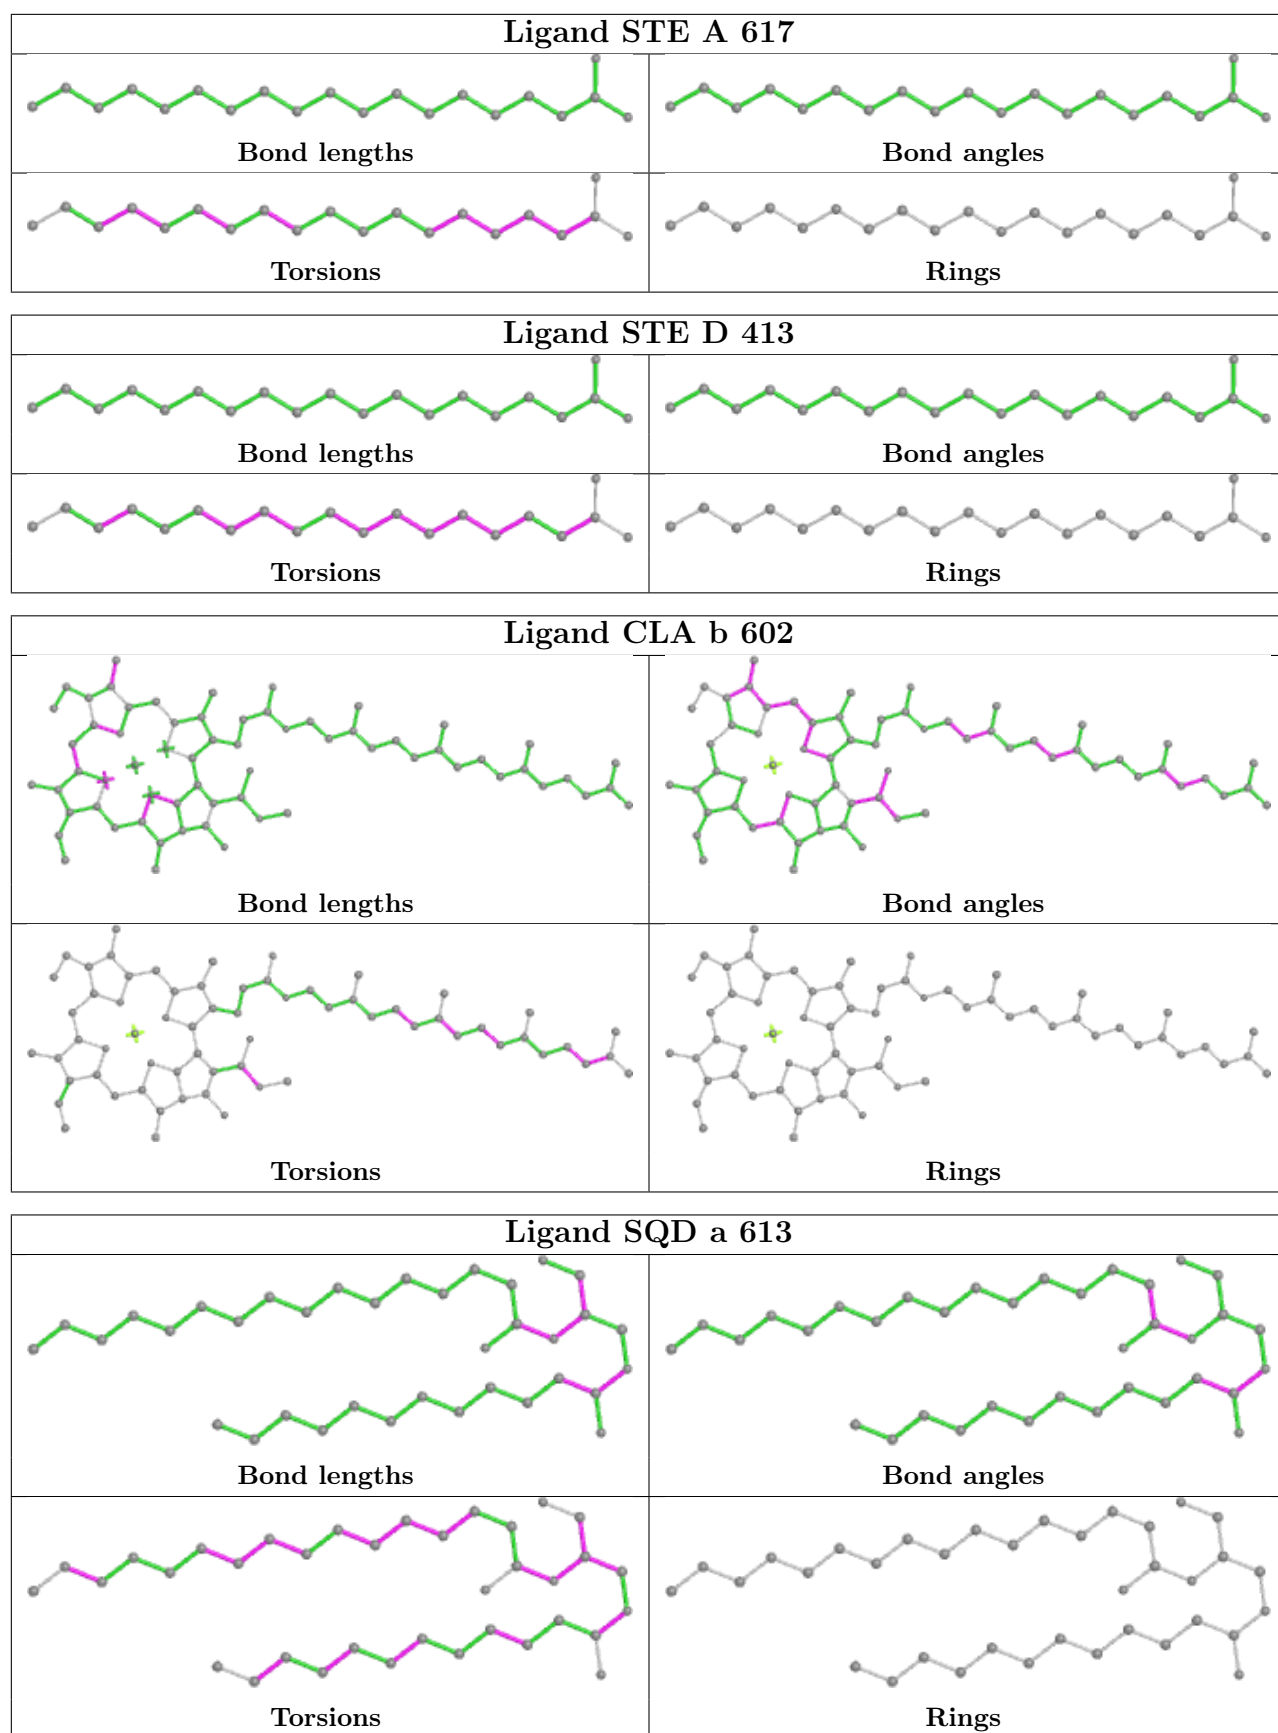 Ligand STE A 617
Bond lengths
Bond angles
Torsions
Rings
Ligand STE D 413
Bond lengths
Bond angles
Torsions
Rings
Ligand CLA b 602
Bond lengths
Bond angles
Torsions
Rings
Ligand SQD a 613
Bond lengths
Bond angles
Torsions
Rings